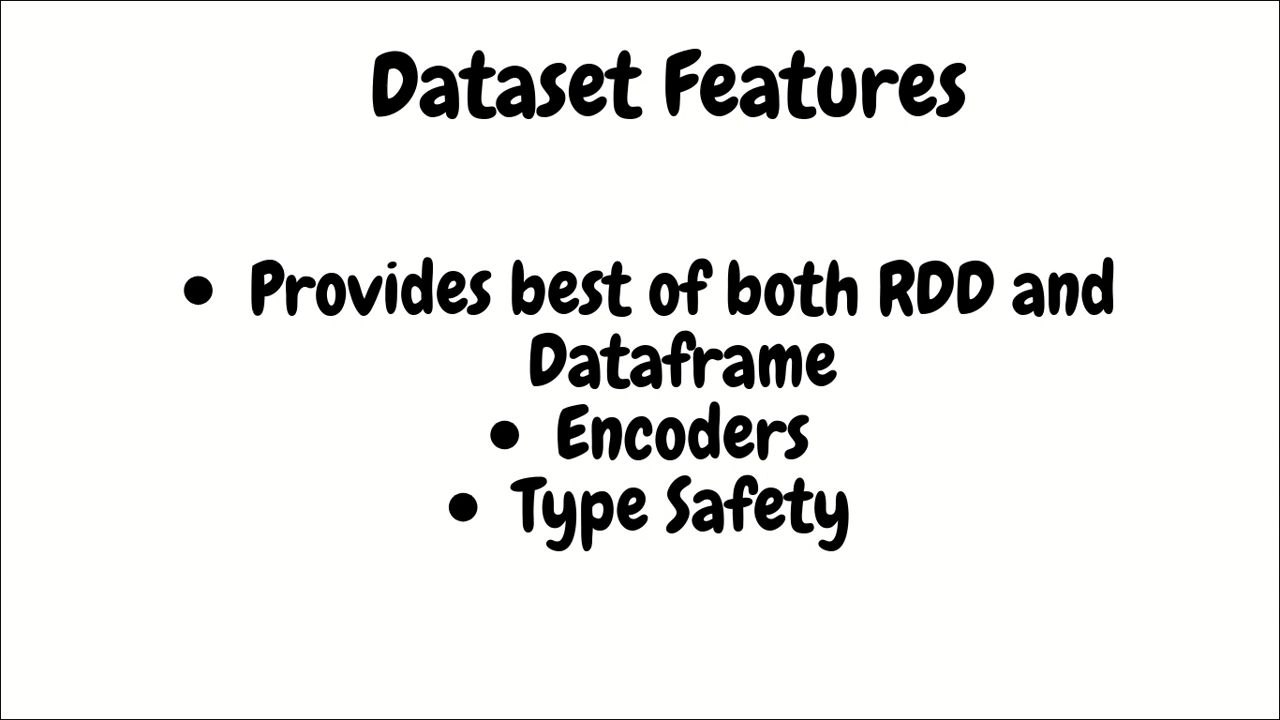 Dataset Features
• Provides best of both RDD and
Dataframe
• Encoders
• Type Safety